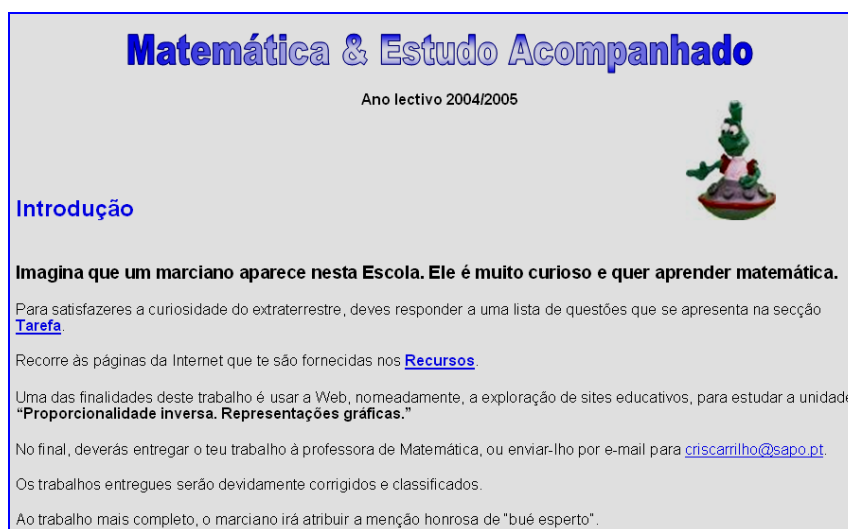 Matemática & Estudo Acompanhado
Ano lectivo 2004/2005
Introdução
Imagina que um marciano aparece nesta Escola. Ele é muito curioso e quer aprender matemática.
Para satisfazeres a curiosidade do extraterrestre, deves responder a uma lista de questões que se apresenta na secção
Tarefa.
Recorre às páginas da Internet que te são fornecidas nos Recursos.
Uma das finalidades deste trabalho é usar a Web, nomeadamente, a exploração de sites educativos, para estudar a unidade
“Proporcionalidade inversa. Representações gráficas.”
No final, deverás entregar o teu trabalho à professora de Matemática, ou enviar-lho por e-mail para criscarrilho@sapo.pt.
Os trabalhos entregues serão devidamente corrigidos e classificados.
Ao trabalho mais completo, o marciano irá atribuir a menção honrosa de "bué esperto".